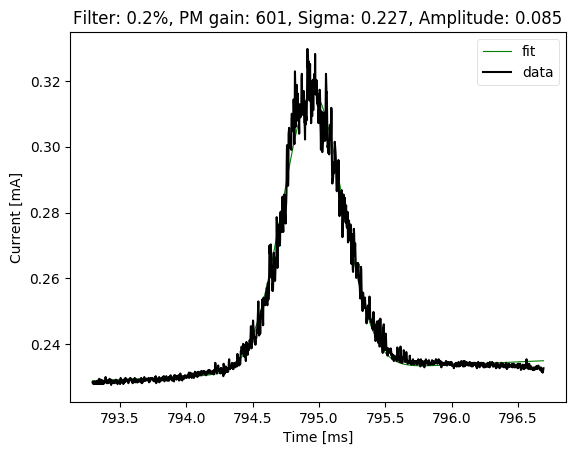 Filter: 0.2%, PM gain: 601, Sigma: 0.227, Amplitude: 0.085
fit
data
0.32
0.30
0.28
0.26
0.24
Current [mA]
793.5 794.0 794.5 795.0 795.5 796.0 796.5
Time [ms]